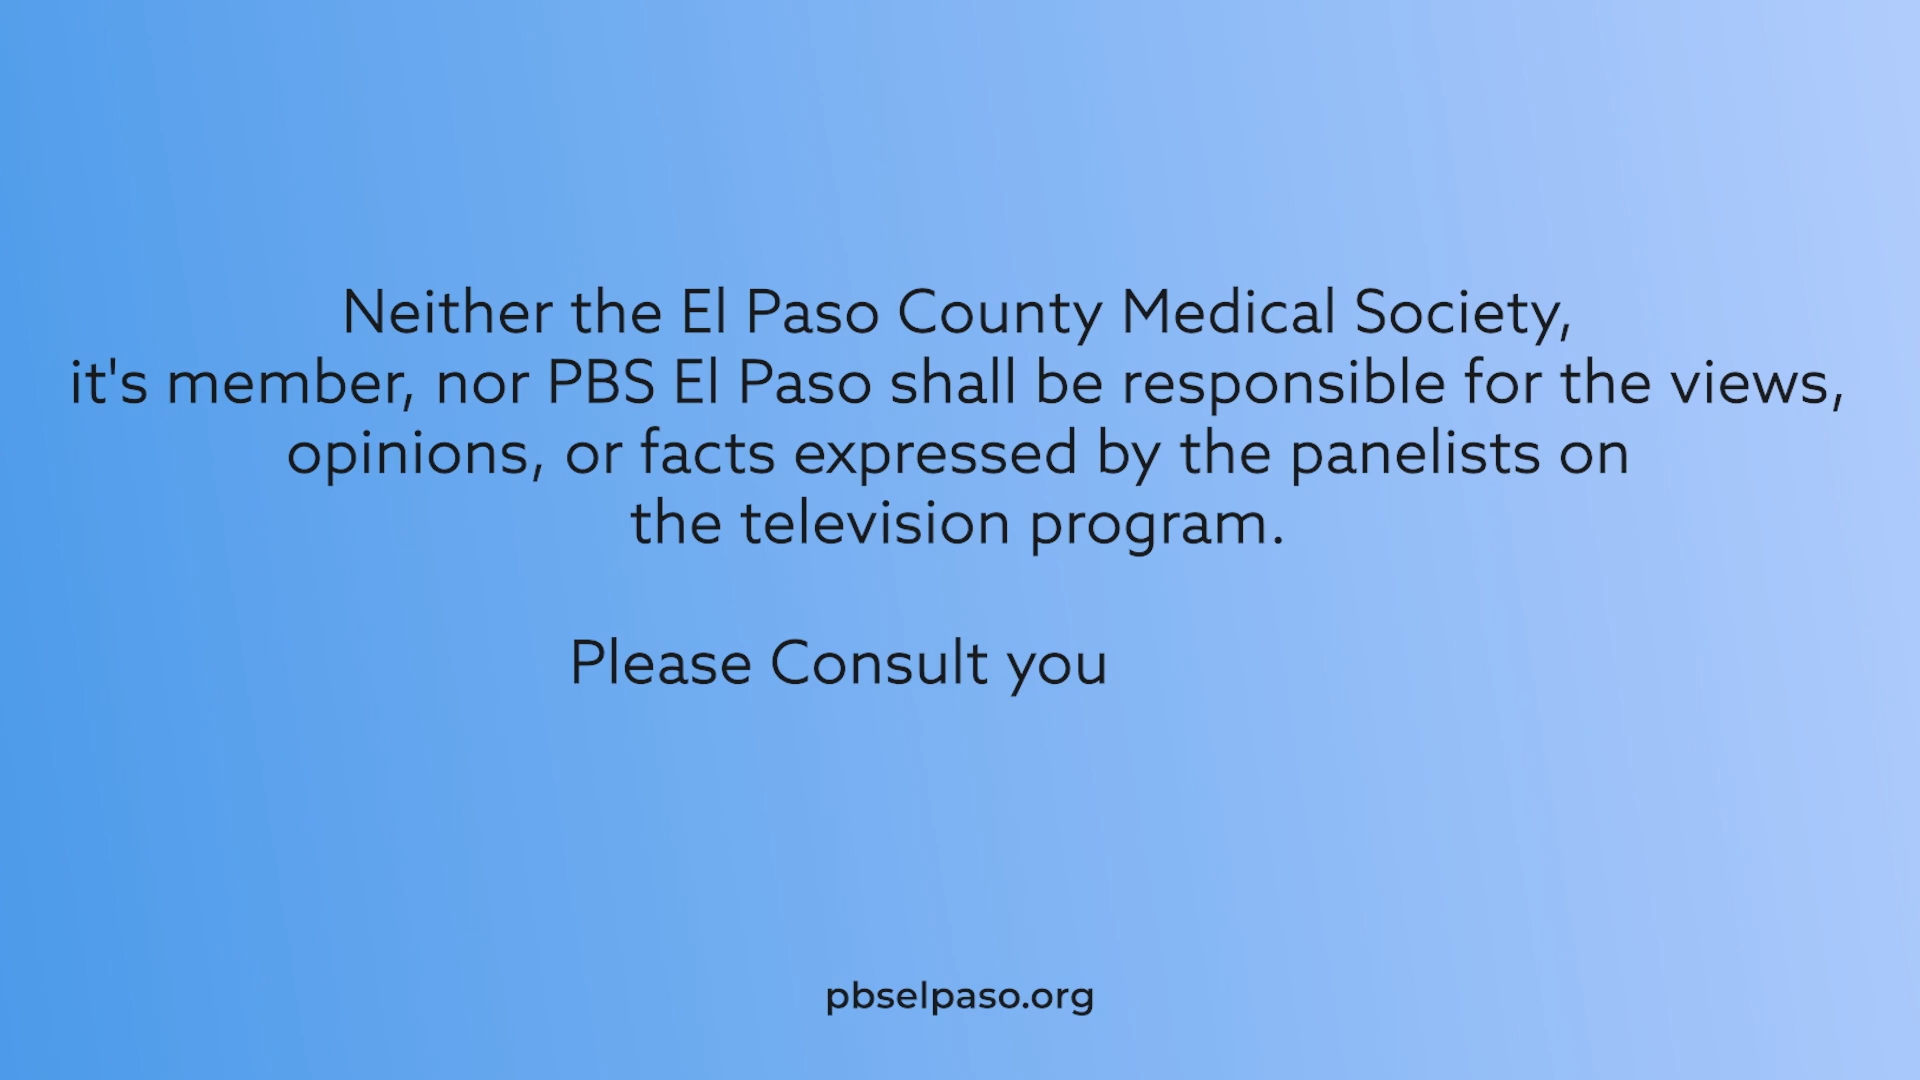 Neither the El Paso County Medical Society,
it's member, nor PBS El Paso shall be responsible for the views,
opinions, or facts expressed by the panelists on
the television program.
Please Consult you
pbselpaso.org